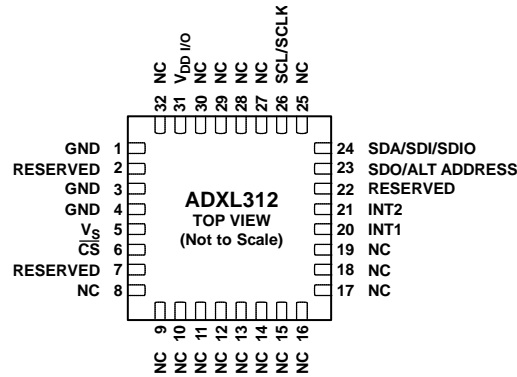 NC
V_DD I/O
NC
NC
NC
NC
SCL/SCLK
NC
32
31
30
29
28
27
26
25
GND 1
RESERVED 2
GND 3
GND 4
V_S 5
C̅S̅ 6
RESERVED 7
NC 8
ADXL312
TOP VIEW
(Not to Scale)
24 SDA/SDI/SDIO
23 SDO/ALT ADDRESS
22 RESERVED
21 INT2
20 INT1
19 NC
18 NC
17 NC
9
10
11
12
13
14
15
16
NC
NC
NC
NC
NC
NC
NC
NC